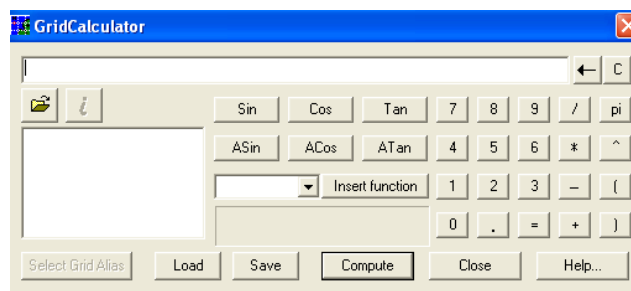 GridCalculator
← C
i Sin Cos Tan 7 8 9 / pi
ASin ACos ATan 4 5 6 * ^
Insert function 1 2 3 – (
0 . = + )
Select Grid Alias Load Save Compute Close Help...